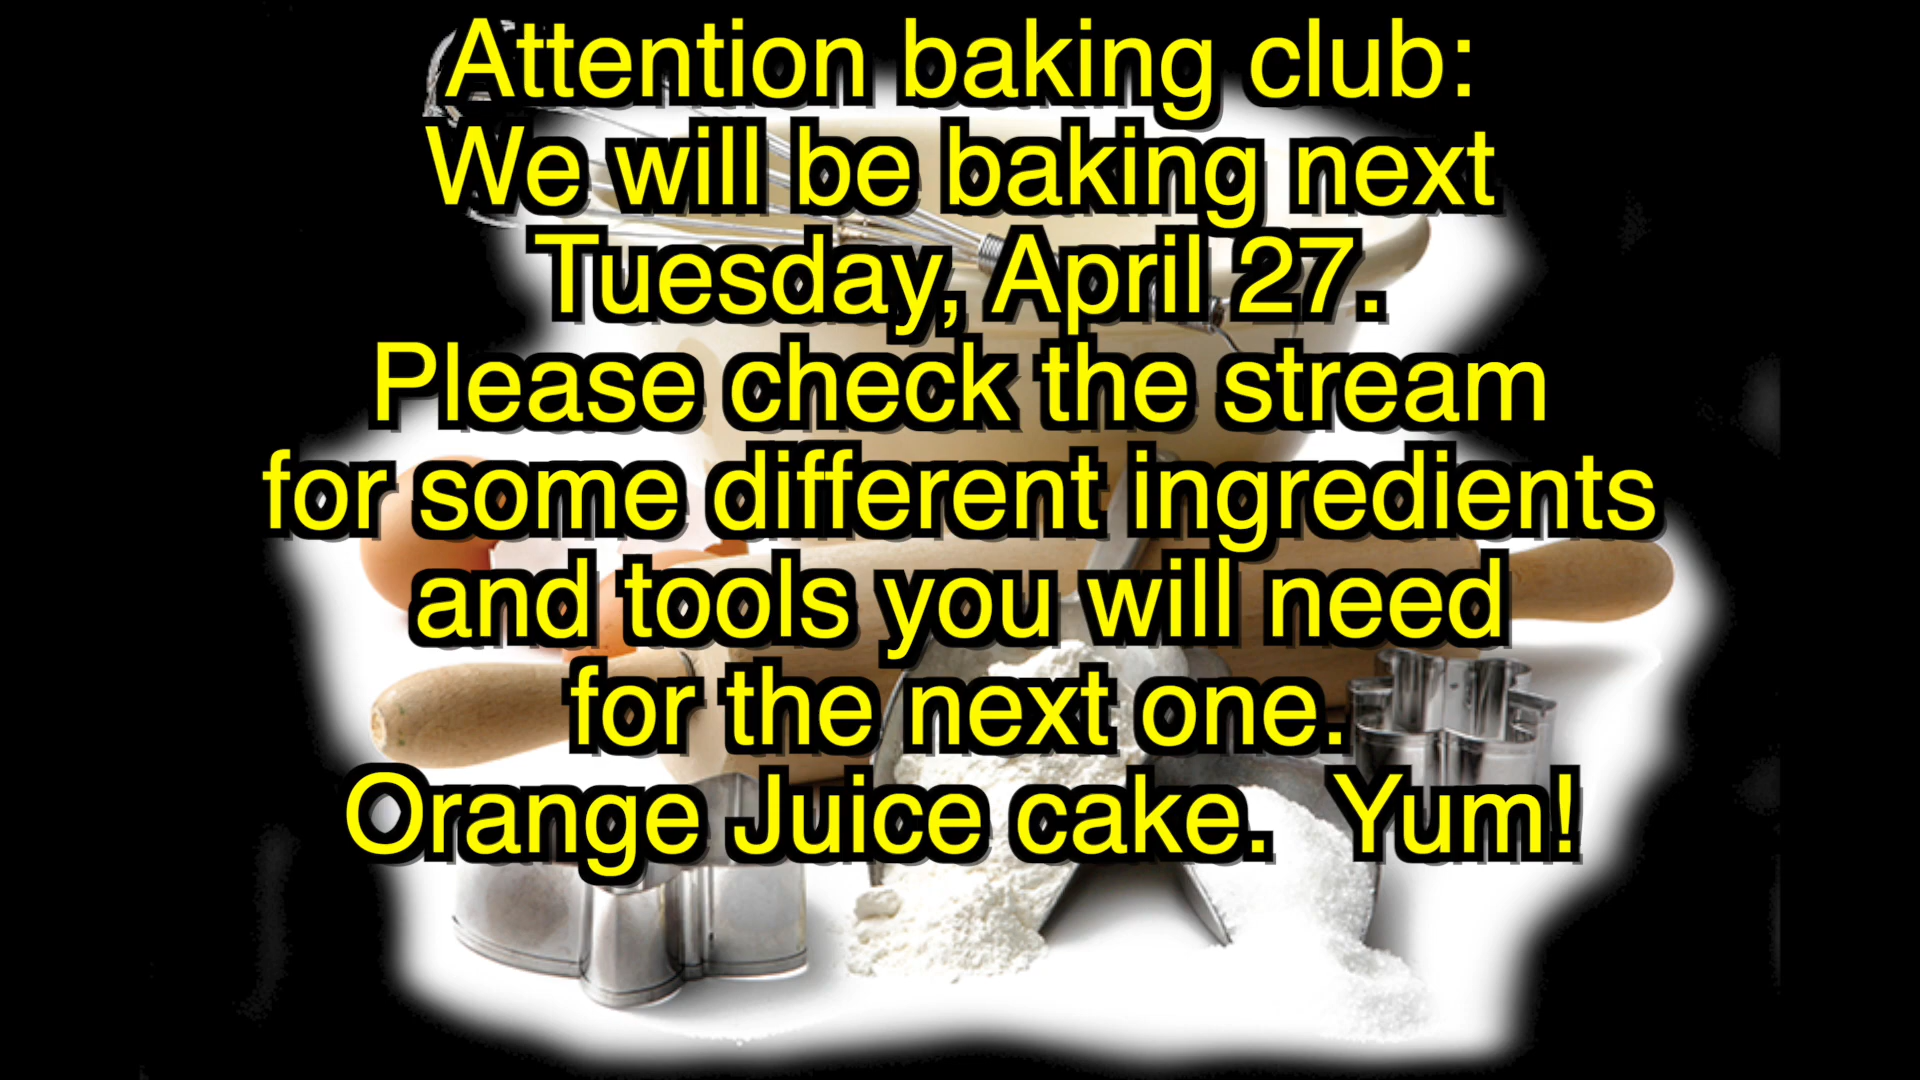 Attention baking club:
We will be baking next
Tuesday, April 27.
Please check the stream
for some different ingredients
and tools you will need
for the next one.
Orange Juice cake.  Yum!